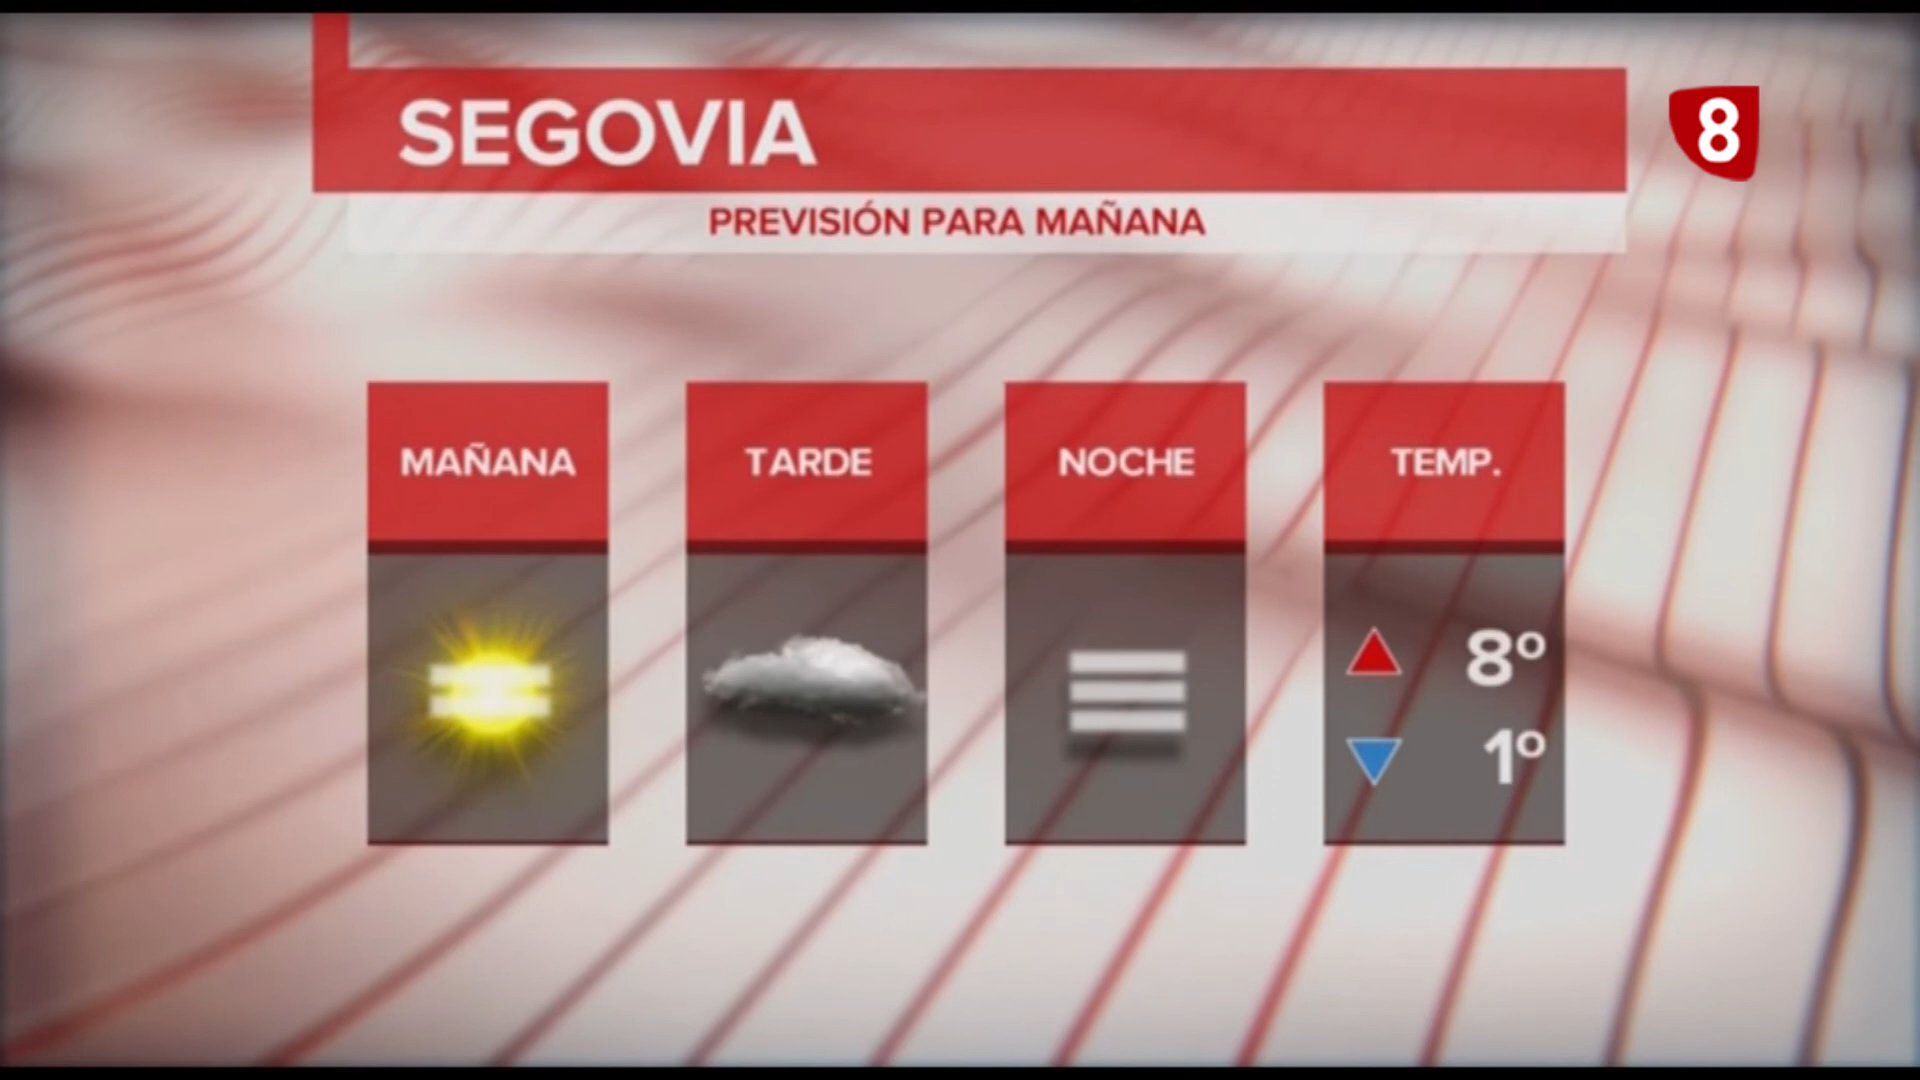 SEGOVIA
8
PREVISIÓN PARA MAÑANA
MAÑANA
TARDE
NOCHE
TEMP.
8º
1º